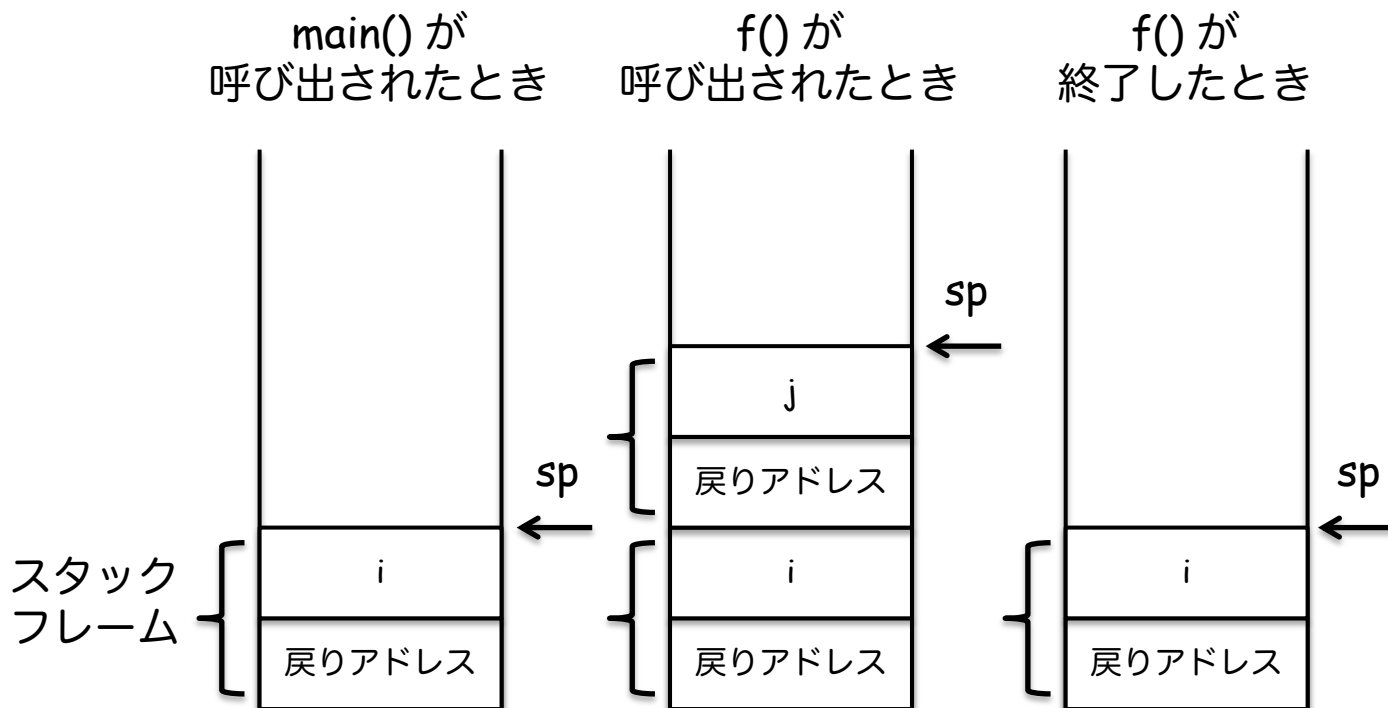 main() が
呼び出されたとき
f() が
呼び出されたとき
f() が
終了したとき
スタック
フレーム
sp
i
戻りアドレス
sp
j
戻りアドレス
i
戻りアドレス
sp
i
戻りアドレス